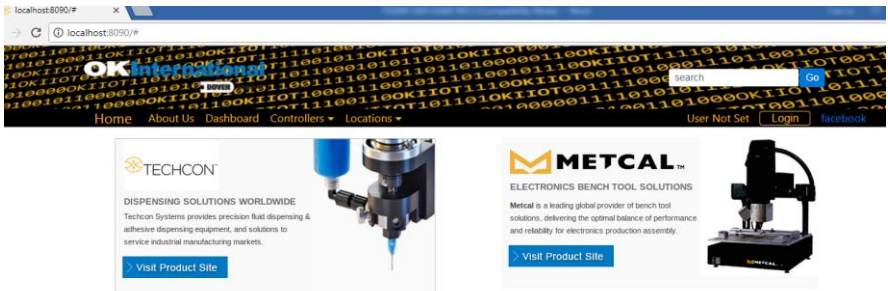 localhost:8090/#
localhost:8090/#
OKInternational
DOVER
search Go
Home About Us Dashboard Controllers Locations User Not Set Login facebook
TECHCON
DISPENSING SOLUTIONS WORLDWIDE
Techcon Systems provides precision fluid dispensing &
adhesive dispensing equipment, and solutions to
service industrial manufacturing markets.
Visit Product Site
METCAL™
ELECTRONICS BENCH TOOL SOLUTIONS
Metcal is a leading global provider of bench tool
solutions, delivering the optimal balance of performance
and reliability for electronics production assembly.
Visit Product Site
METCAL